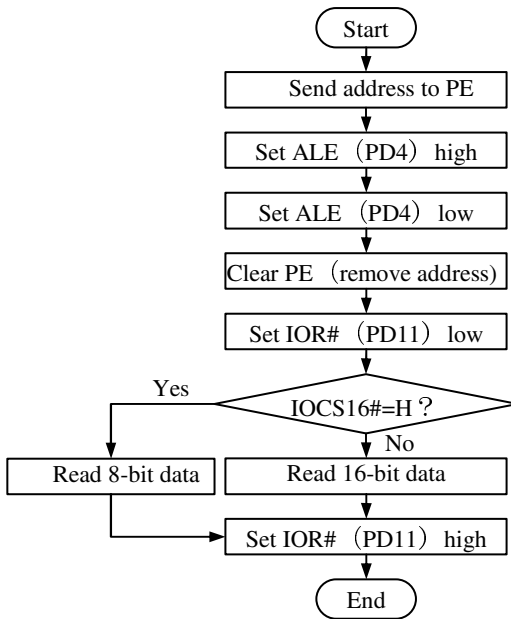 Start
Send address to PE
Set ALE （PD4） high
Set ALE （PD4） low
Clear PE （remove address)
Set IOR# （PD11） low
IOCS16#=H？
Yes
No
Read 8-bit data
Read 16-bit data
Set IOR# （PD11） high
End